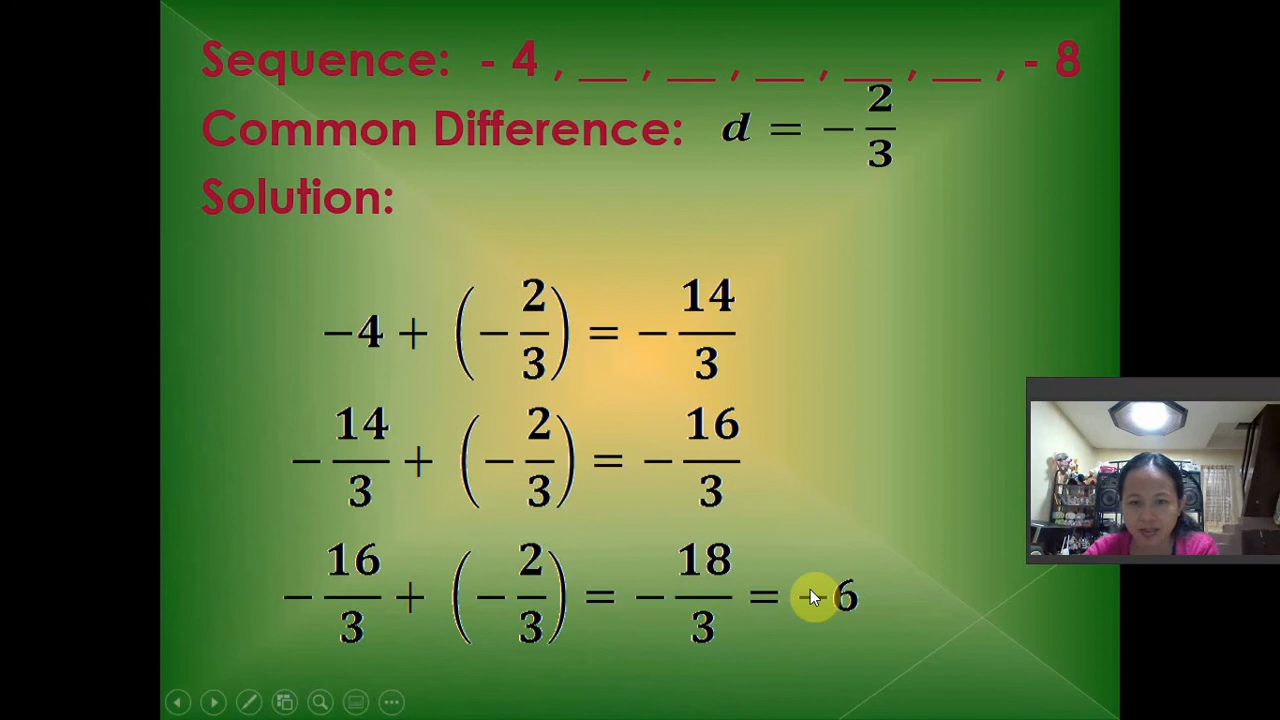 Sequence: - 4 , __ , __ , __ , __ , __ , - 8
Common Difference: d = − 2/3
Solution:
−4 + (− 2/3) = − 14/3
− 14/3 + (− 2/3) = − 16/3
− 16/3 + (− 2/3) = − 18/3 = −6